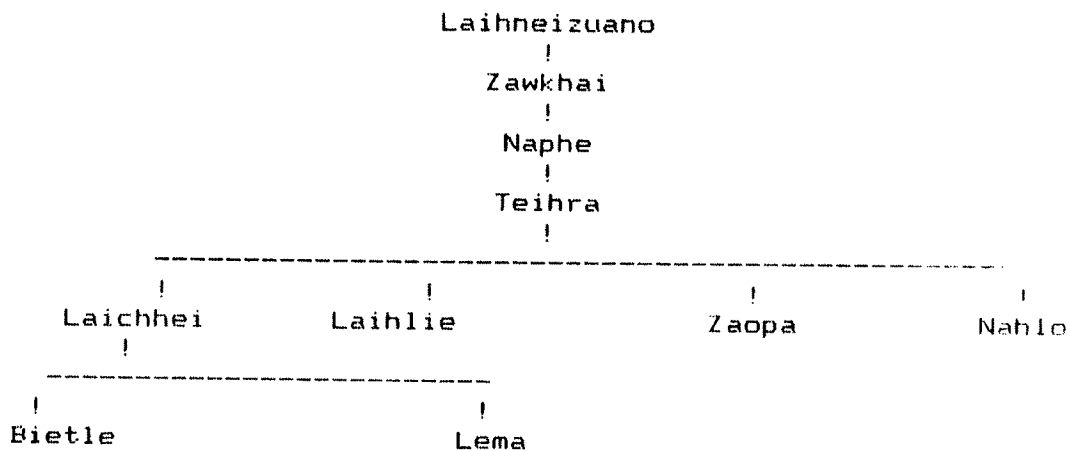 Laihneizuano
Zawkhai
Naphe
Teihra
Laichhei Laihlie Zaopa Nahlo
Bietle Lema